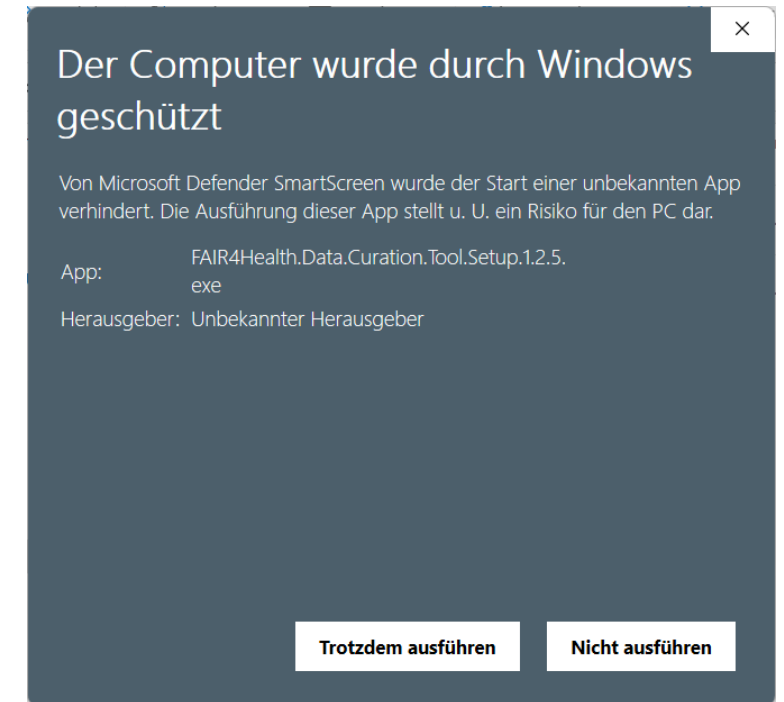 Der Computer wurde durch Windows
geschützt
Von Microsoft Defender SmartScreen wurde der Start einer unbekannten App
verhindert. Die Ausführung dieser App stellt u. U. ein Risiko für den PC dar.
App:
FAIR4Health.Data.Curation.Tool.Setup.1.2.5.
exe
Herausgeber: Unbekannter Herausgeber
Trotzdem ausführen
Nicht ausführen